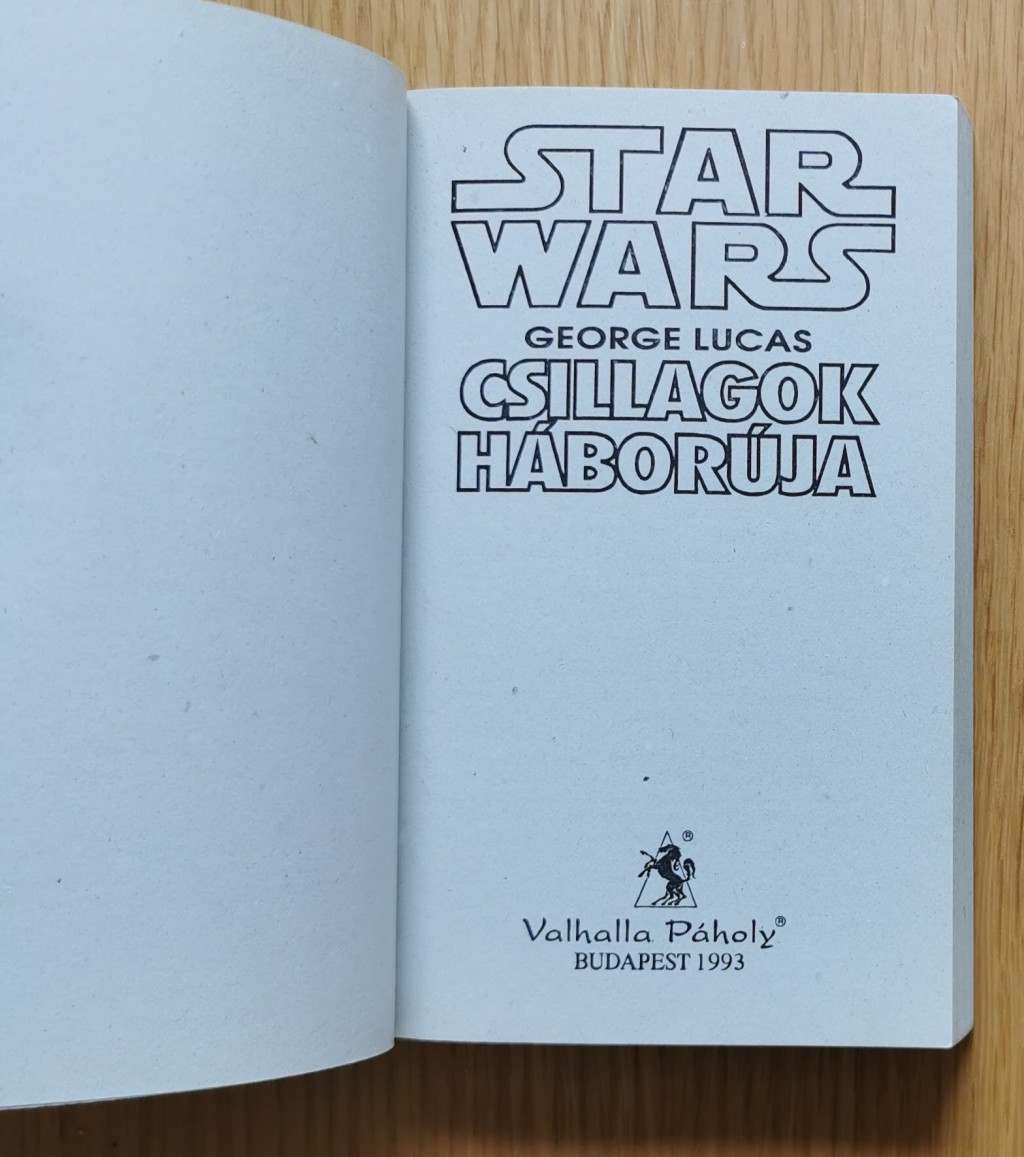 STAR
WARS
GEORGE LUCAS
CSILLAGOK
HÁBORÚJA
®
Valhalla Páholy®
BUDAPEST 1993